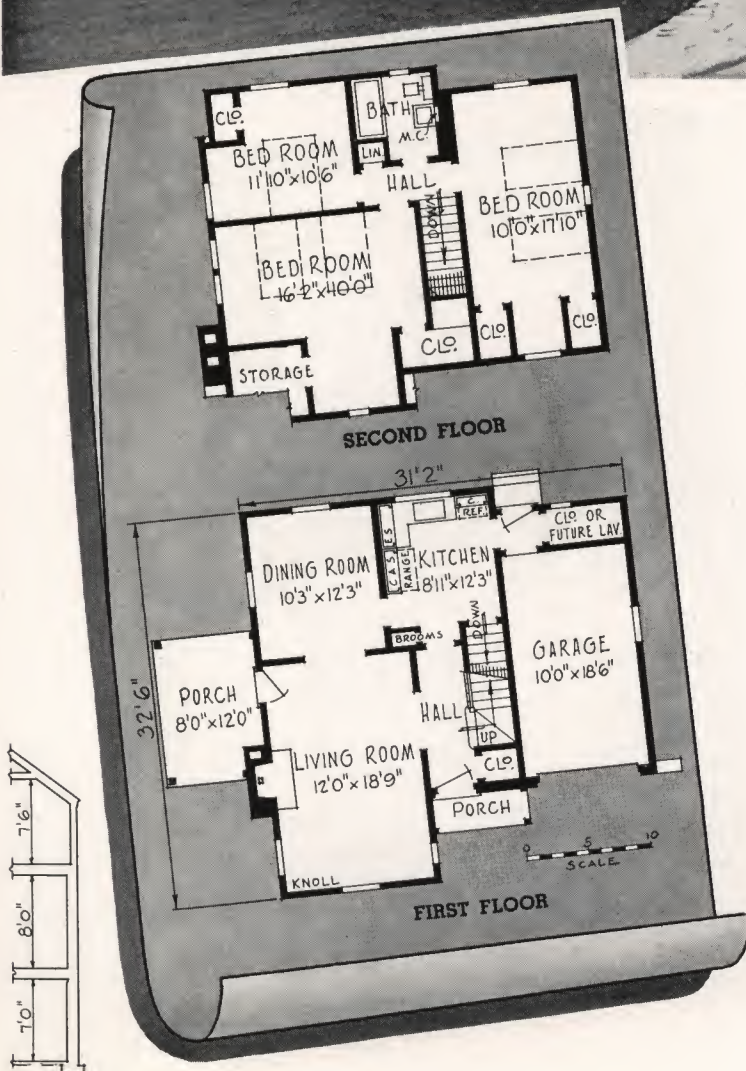 CLO.
BATH
M.C.
BED ROOM
11'10"x10'6"
LIN
HALL
DOWN
BED ROOM
10'0"x17'10"
BED ROOM
16'2"x40'0"
STORAGE
CLO.
CLO.
CLO.
SECOND FLOOR
31'2"
32'6"
DINING ROOM
10'3"x12'3"
CASES
RANGE
C.
REF.
KITCHEN
8'11"x12'3"
CLO. OR
FUTURE LAV.
BROOMS
DOWN
GARAGE
10'0"x18'6"
PORCH
8'0"x12'0"
HALL
UP
LIVING ROOM
12'0"x18'9"
CLO.
PORCH
KNOLL
0 5 10
SCALE
FIRST FLOOR
7'6"
8'0"
7'0"